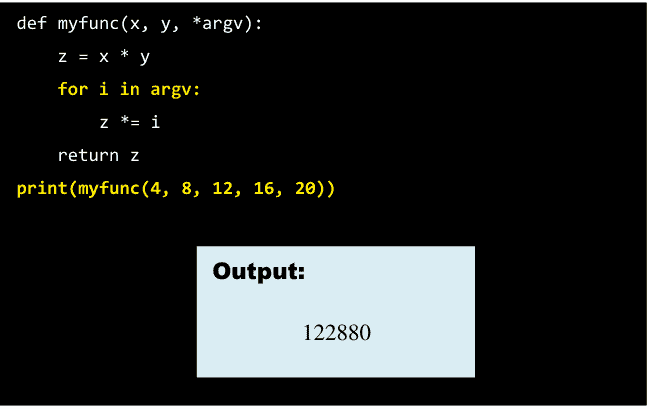 def myfunc(x, y, *argv):
    z = x * y
    for i in argv:
        z *= i
    return z
print(myfunc(4, 8, 12, 16, 20))
Output:
122880